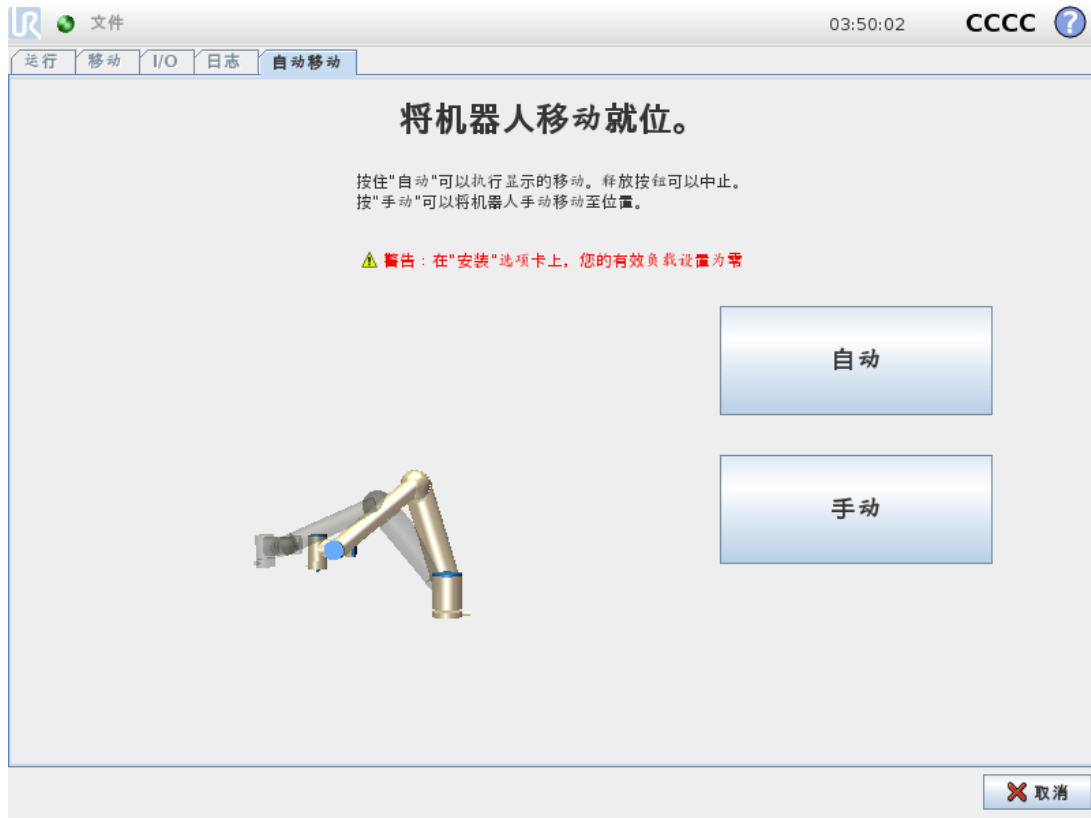 UR
文件
03:50:02
CCCC
?
运行
移动
I/O
日志
自动移动
将机器人移动就位。
按住"自动"可以执行显示的移动。释放按钮可以中止。
按"手动"可以将机器人手动移动至位置。
警告：在"安装"选项卡上，您的有效负载设置为零
自动
手动
取消